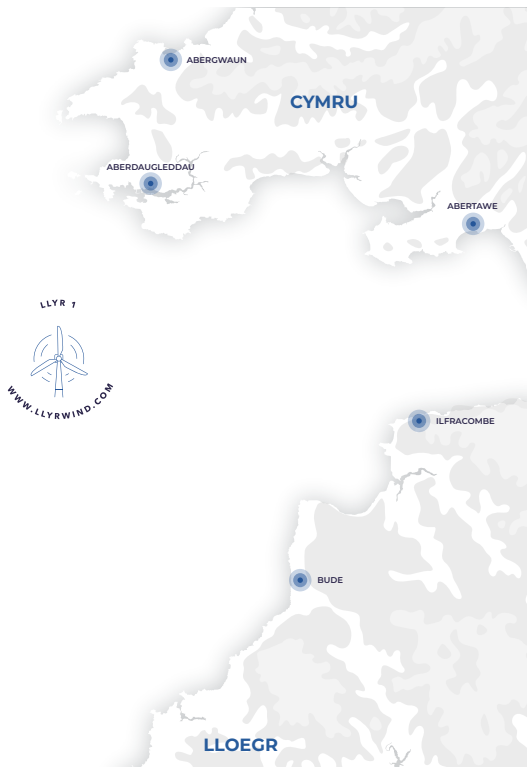 ABERGWAUN
CYMRU
ABERDAUGLEDDAU
ABERTAWE
LLYR 1
WWW.LLYRWIND.COM
ILFRACOMBE
BUDE
LLOEGR